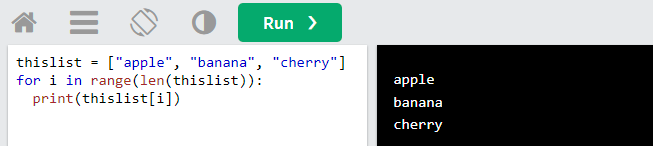 Run ❯
thislist = ["apple", "banana", "cherry"]
for i in range(len(thislist)):
  print(thislist[i])
apple
banana
cherry